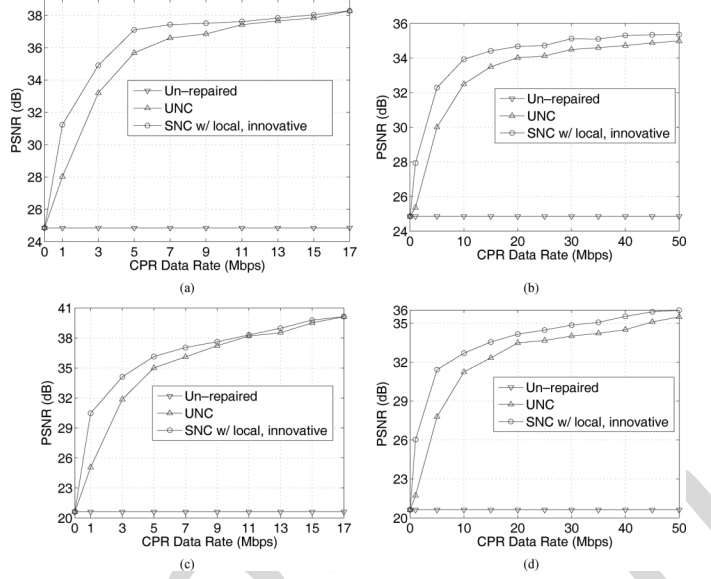 38
36
34
32
30
28
26
24
PSNR (dB)
Un–repaired
UNC
SNC w/ local, innovative
0 1 3 5 7 9 11 13 15 17
CPR Data Rate (Mbps)
(a)
36
34
32
30
28
26
24
PSNR (dB)
Un–repaired
UNC
SNC w/ local, innovative
0 10 20 30 40 50
CPR Data Rate (Mbps)
(b)
41
38
35
32
29
26
23
20
PSNR (dB)
Un–repaired
UNC
SNC w/ local, innovative
0 1 3 5 7 9 11 13 15 17
CPR Data Rate (Mbps)
(c)
36
35
32
29
26
23
20
PSNR (dB)
Un–repaired
UNC
SNC w/ local, innovative
0 10 20 30 40 50
CPR Data Rate (Mbps)
(d)